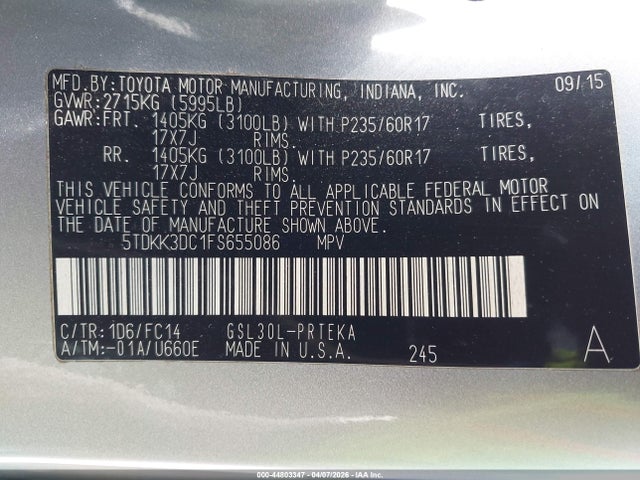 MFD.BY:TOYOTA MOTOR MANUFACTURING, INDIANA, INC. 09/15
GVWR:2715KG (5995LB)
GAWR:FRT. 1405KG (3100LB) WITH P235/60R17 TIRES,
17X7J RIMS.
RR. 1405KG (3100LB) WITH P235/60R17 TIRES,
17X7J RIMS.
THIS VEHICLE CONFORMS TO ALL APPLICABLE FEDERAL MOTOR
VEHICLE SAFETY AND THEFT PREVENTION STANDARDS IN EFFECT ON
THE DATE OF MANUFACTURE SHOWN ABOVE.
5TDKK3DC1FS655086 MPV
C/TR:1D6/FC14 GSL30L-PRTEKA
A/TM:-01A/U660E MADE IN U.S.A. 245 A
000-44803347 - 04/07/2026 - IAA Inc.